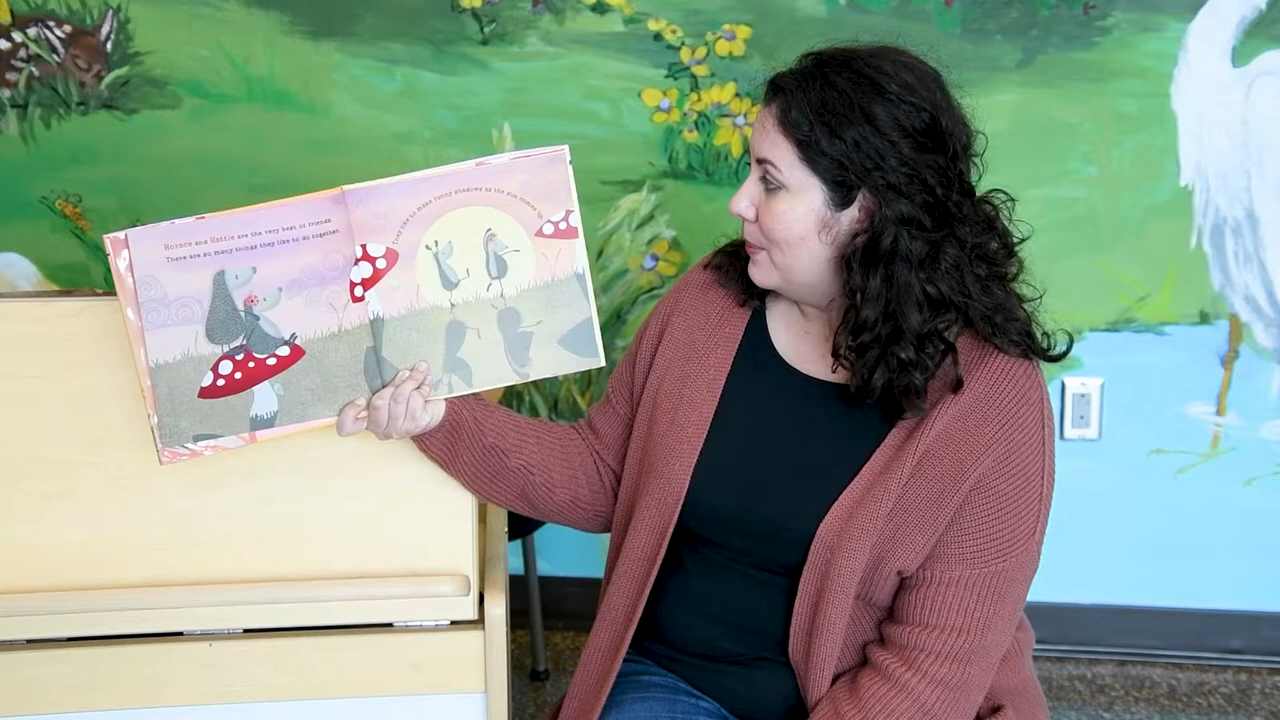 Horace and Hattie are the very best of friends.
There are so many things they like to do together.
They like to make funny shadows as the sun comes up,